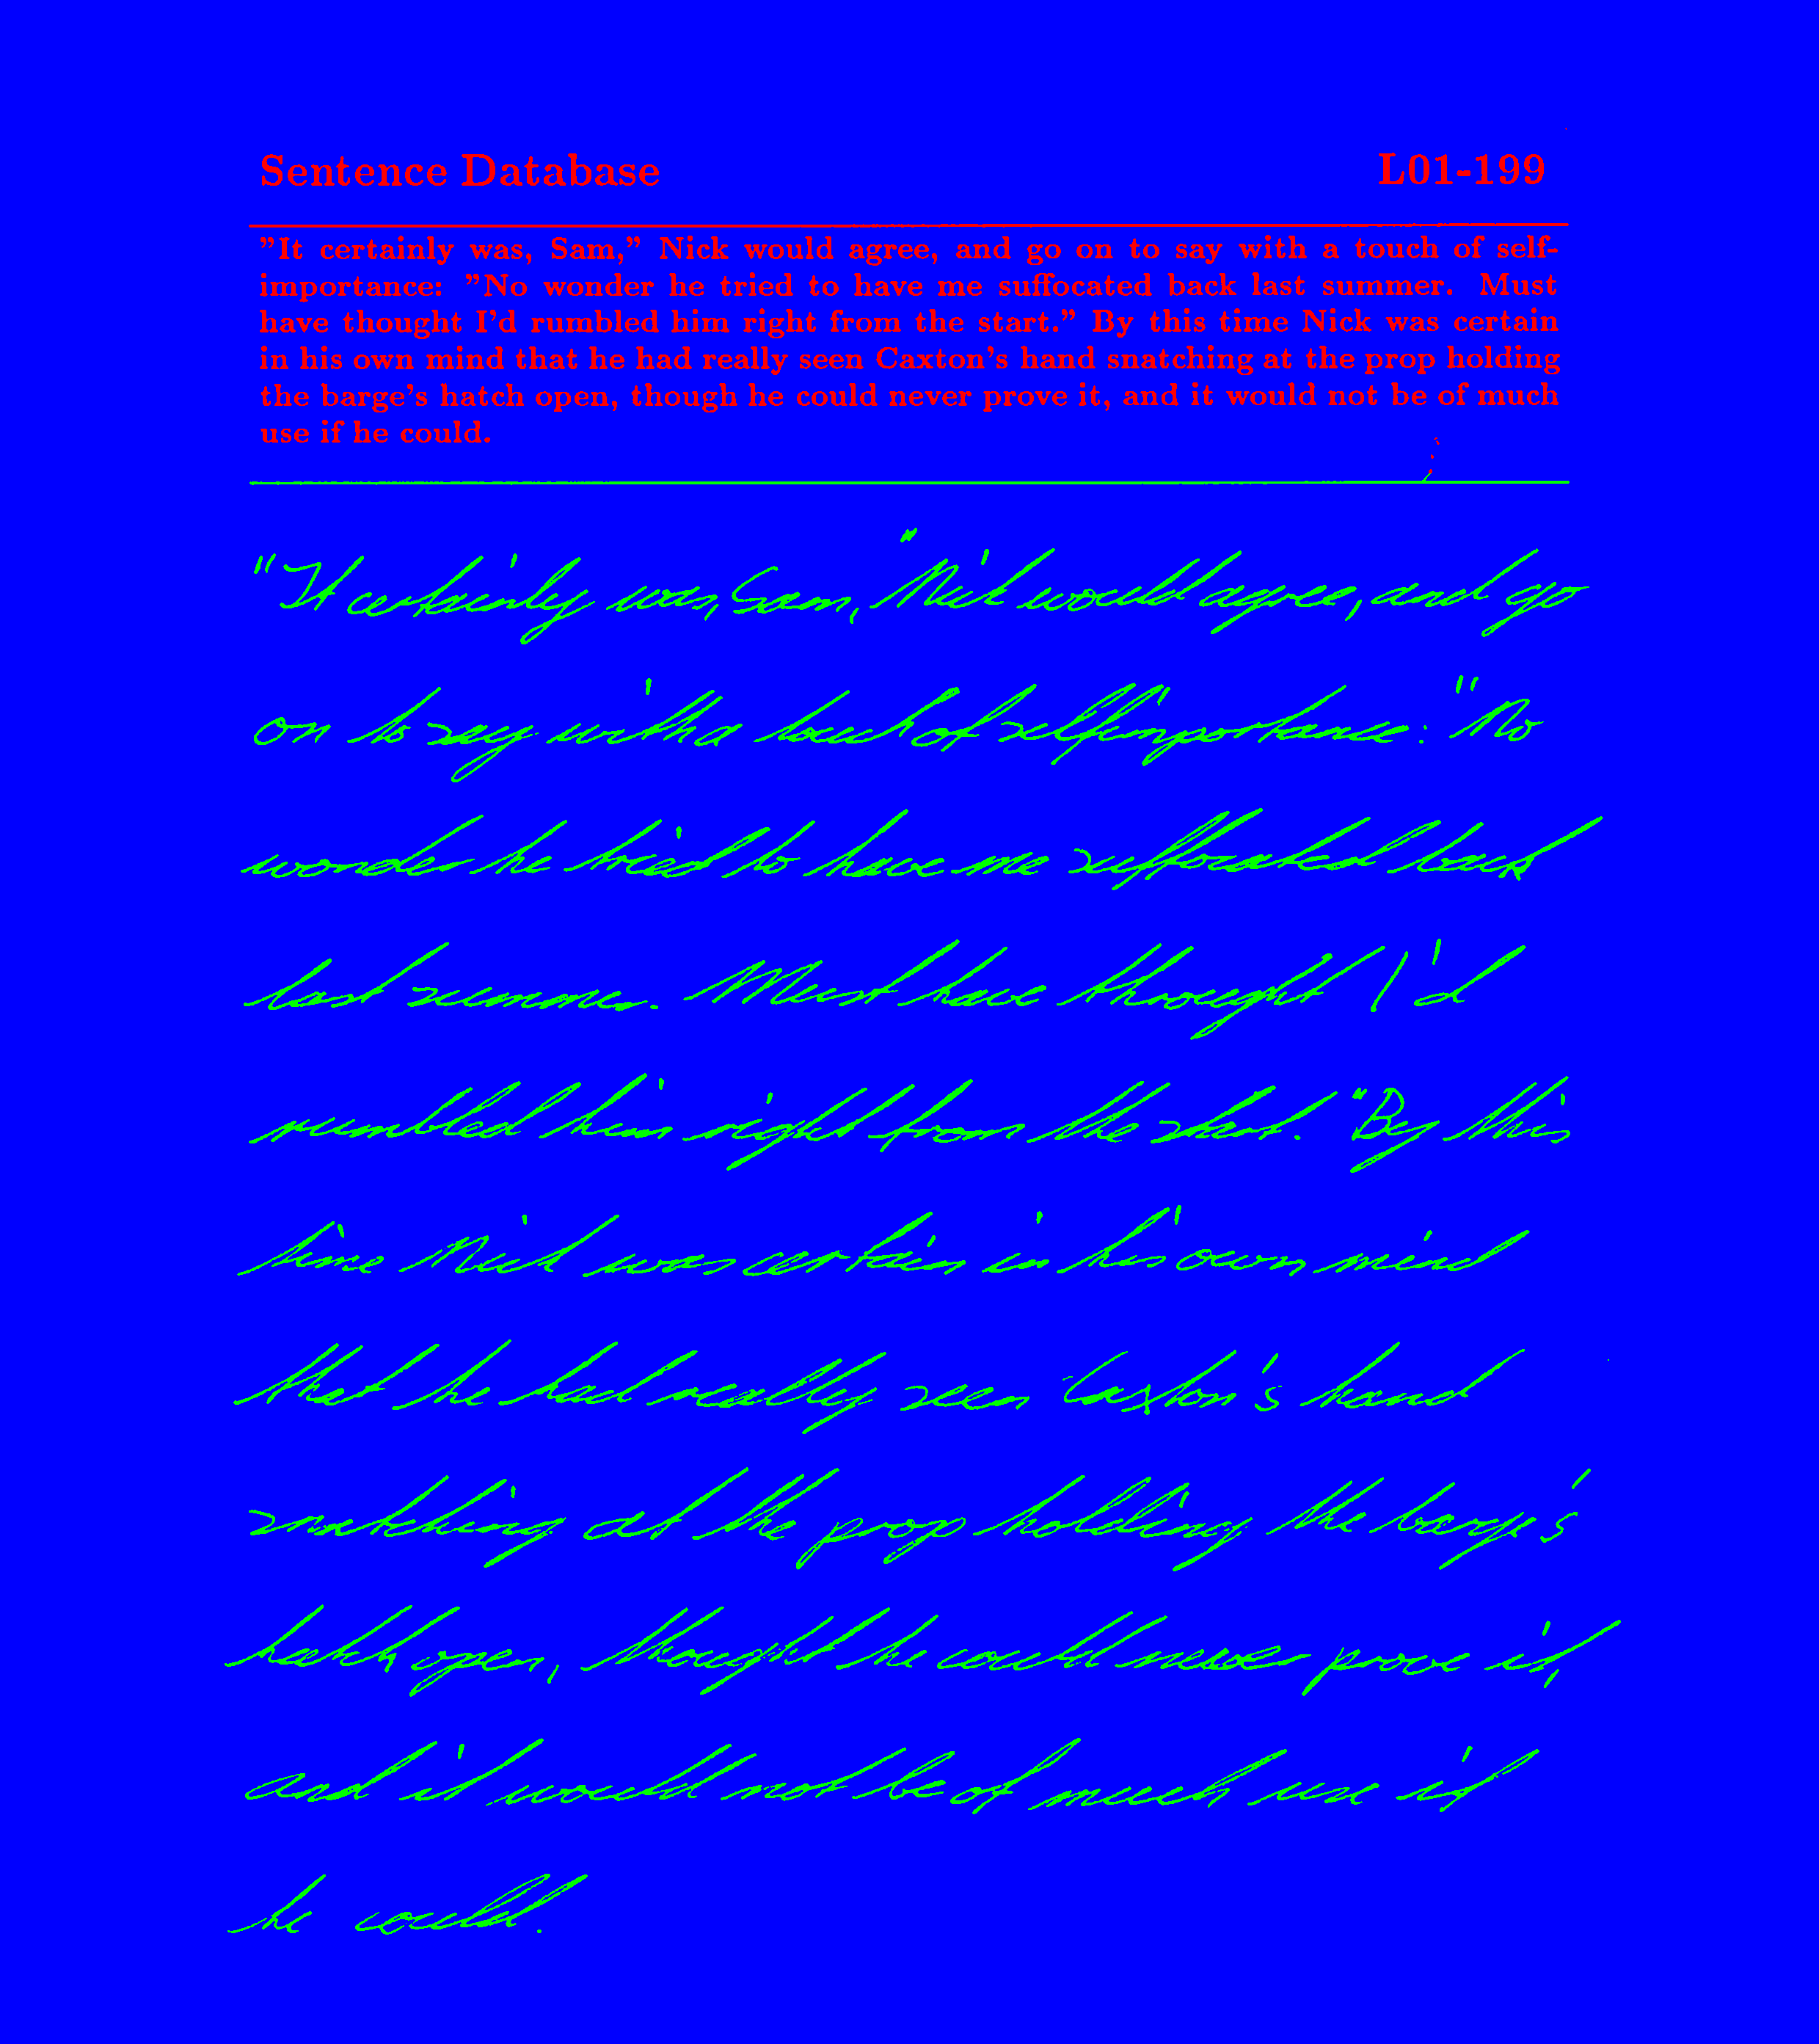 Sentence Database L01-199
"It certainly was, Sam," Nick would agree, and go on to say with a touch of self-
importance: "No wonder he tried to have me suffocated back last summer. Must
have thought I'd rumbled him right from the start." By this time Nick was certain
in his own mind that he had really seen Caxton's hand snatching at the prop holding
the barge's hatch open, though he could never prove it, and it would not be of much
use if he could.
"It certainly was, Sam," Nick would agree, and go
on to say with a touch of selfimportance: "No
wonder he tried to have me suffocated back
last summer. Must have thought I'd
rumbled him right from the start." By this
time Nick was certain in his own mind
that he had really seen Caxton's hand
snatching at the prop holding the barge's
hatch open, thought he could never prove it,
and it would not be of much use if
he could.